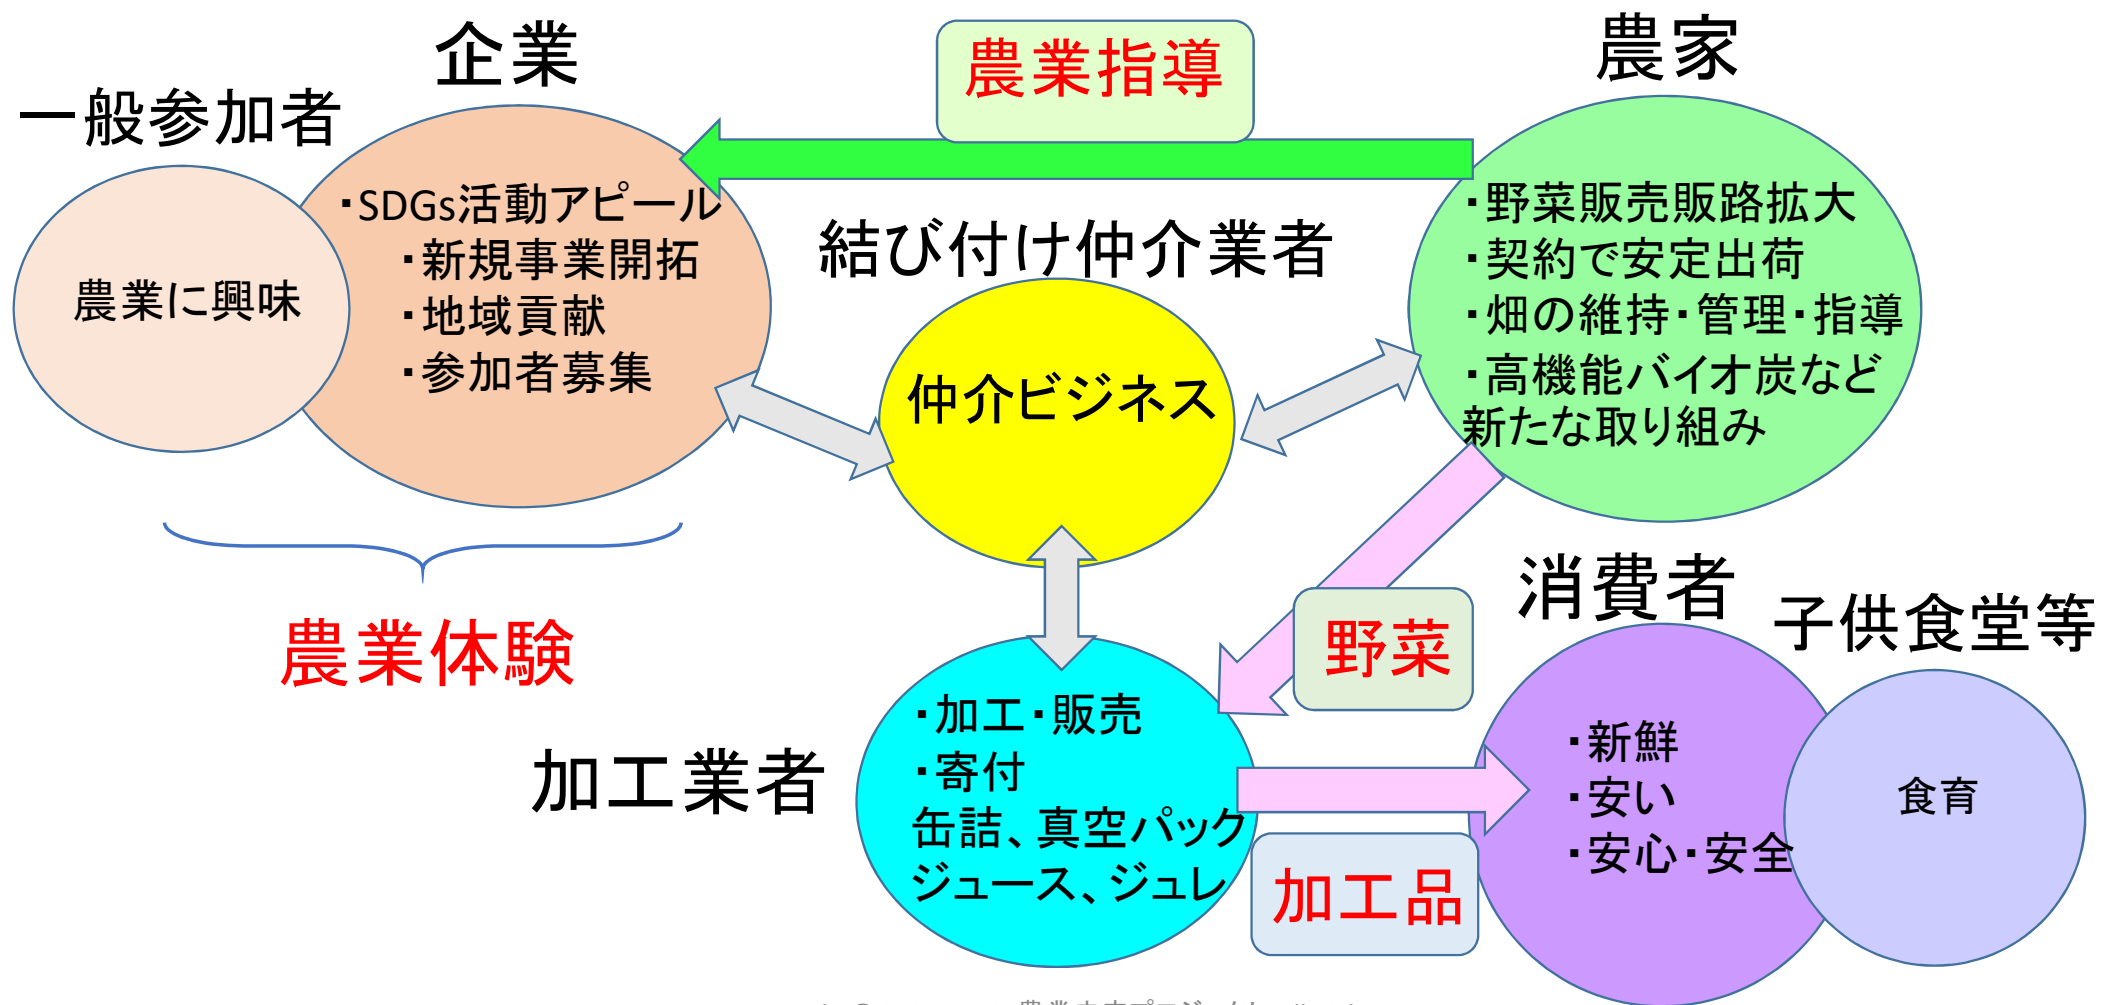 企業
農業指導
農家
一般参加者
・SDGs活動アピール
・新規事業開拓
・地域貢献
・参加者募集
農業に興味
結び付け仲介業者
仲介ビジネス
・野菜販売販路拡大
・契約で安定出荷
・畑の維持・管理・指導
・高機能バイオ炭など
新たな取り組み
農業体験
野菜
消費者
子供食堂等
加工業者
・加工・販売
・寄付
缶詰、真空パック
ジュース、ジュレ
加工品
・新鮮
・安い
・安心・安全
食育